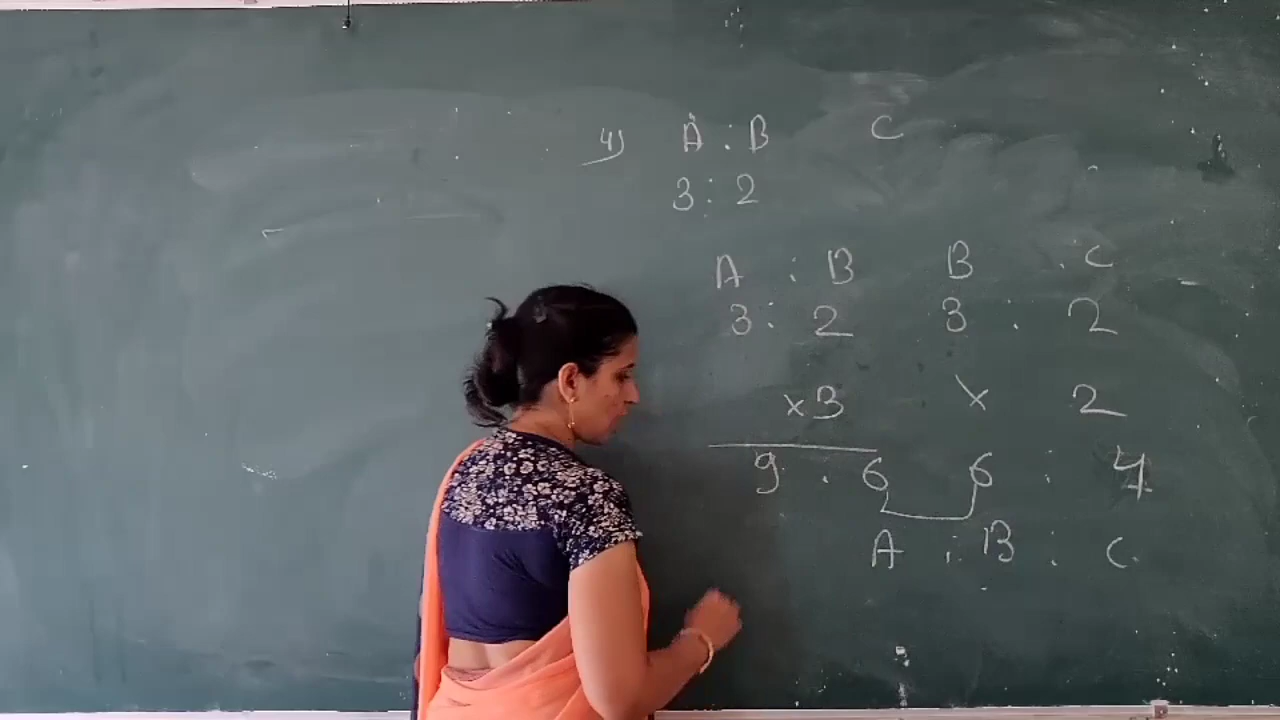 4) A : B C
3 : 2
A : B B : C
3 : 2 3 : 2
×3 × 2
9 : 6 6 : 4
A : B : C